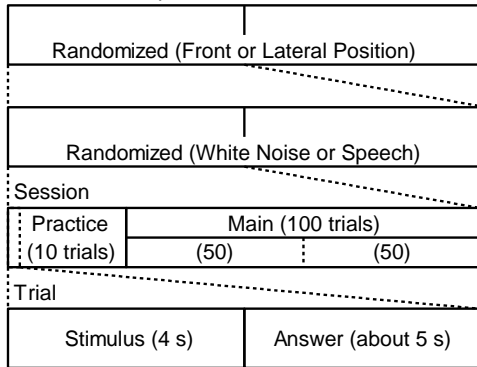 Randomized (Front or Lateral Position)
Randomized (White Noise or Speech)
Session
Practice
(10 trials)
Main (100 trials)
(50)
(50)
Trial
Stimulus (4 s)
Answer (about 5 s)